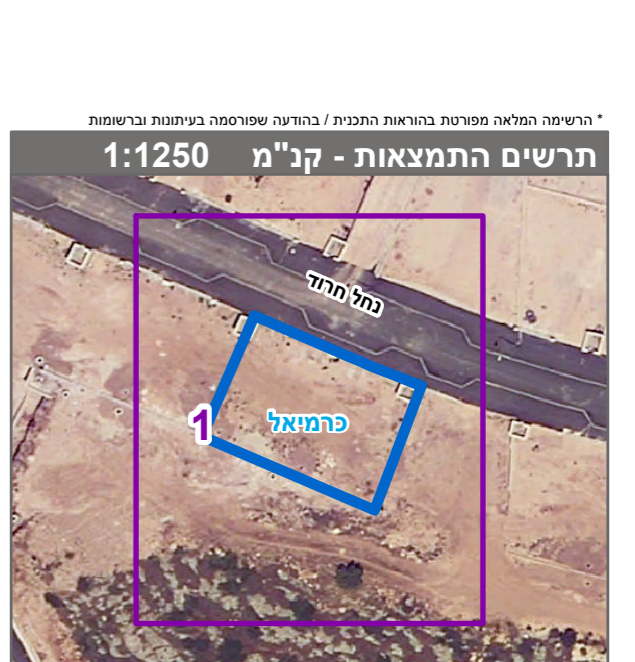 * הרשימה המלאה מפורטת בהוראות התכנית / בהודעה שפורסמה בעיתונות וברשומות
תרשים התמצאות - קנ"מ 1:1250
נחל חרוד
כרמיאל
1